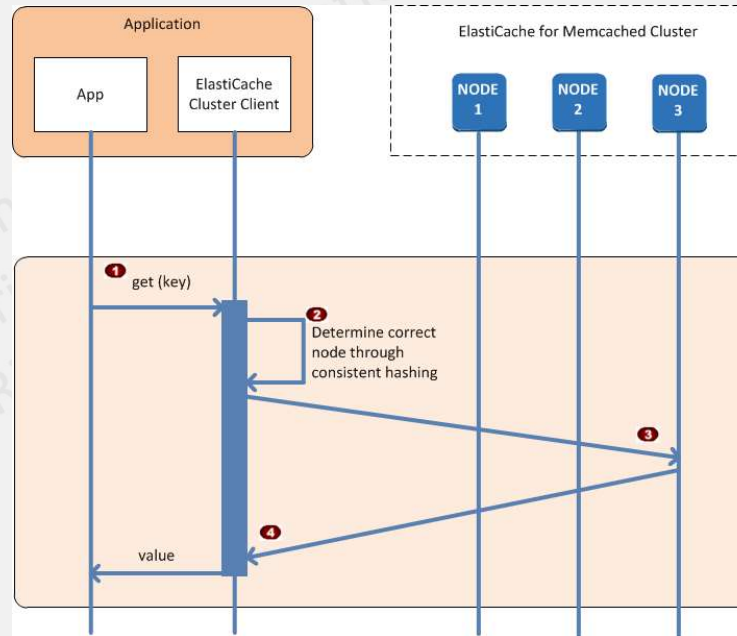 Application
ElastiCache for Memcached Cluster
App
ElastiCache
Cluster Client
NODE
1
NODE
2
NODE
3
1
get (key)
2
Determine correct
node through
consistent hashing
3
4
value